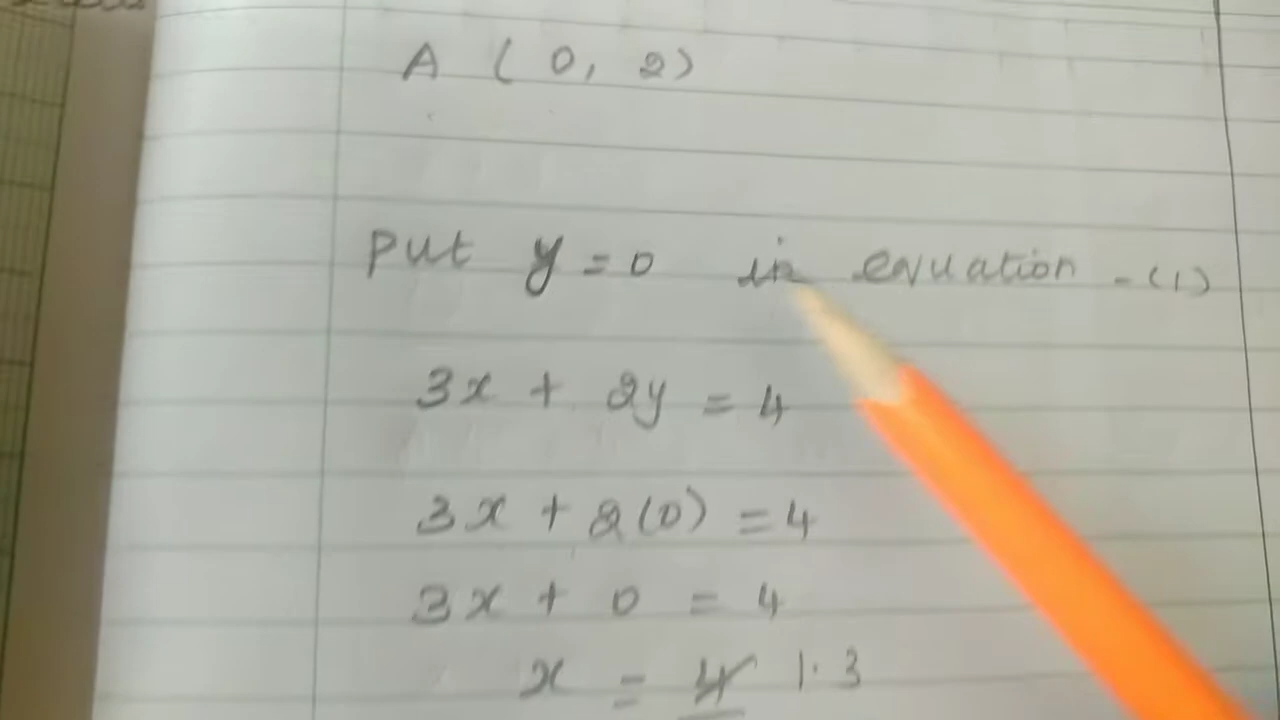 A ( 0, 2)
Put y = 0 in equation - (1)
3x + 2y = 4
3x + 2(0) = 4
3x + 0 = 4
x = 4 1.3